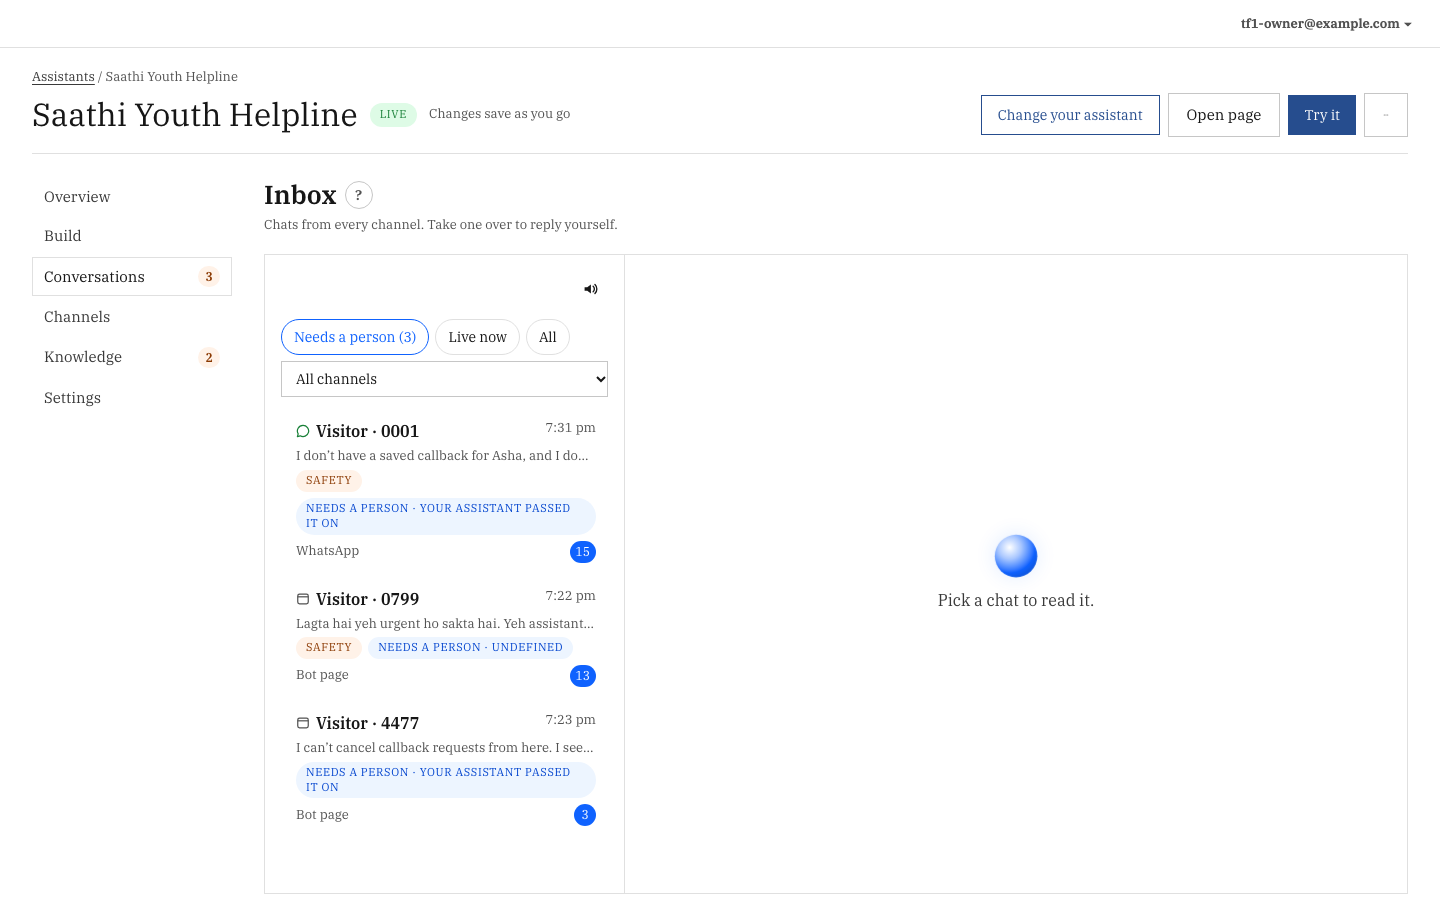 tf1-owner@example.com
Assistants / Saathi Youth Helpline
Saathi Youth Helpline
LIVE
Changes save as you go
Change your assistant
Open page
Try it
Overview
Build
Conversations 3
Channels
Knowledge 2
Settings
Inbox ?
Chats from every channel. Take one over to reply yourself.
Needs a person (3)
Live now
All
All channels
Visitor · 0001 7:31 pm
I don't have a saved callback for Asha, and I do...
SAFETY
NEEDS A PERSON · YOUR ASSISTANT PASSED
IT ON
WhatsApp 15
Visitor · 0799 7:22 pm
Lagta hai yeh urgent ho sakta hai. Yeh assistant...
SAFETY NEEDS A PERSON · UNDEFINED
Bot page 13
Visitor · 4477 7:23 pm
I can't cancel callback requests from here. I see...
NEEDS A PERSON · YOUR ASSISTANT PASSED
IT ON
Bot page 3
Pick a chat to read it.